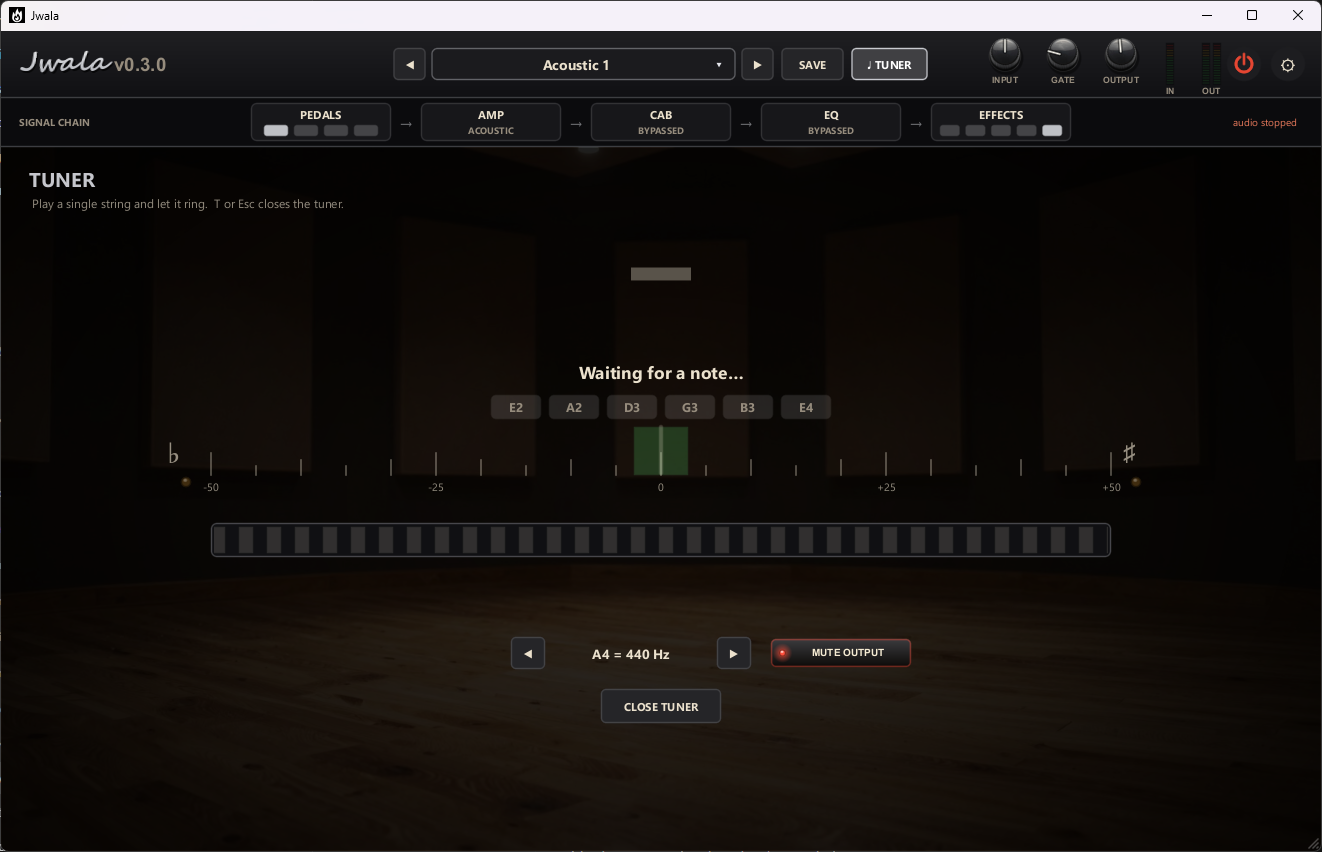 Jwala
Jwala v0.3.0
Acoustic 1
SAVE
♩ TUNER
INPUT
GATE
OUTPUT
IN
OUT
SIGNAL CHAIN
PEDALS
→
AMP
ACOUSTIC
→
CAB
BYPASSED
→
EQ
BYPASSED
→
EFFECTS
audio stopped
TUNER
Play a single string and let it ring. T or Esc closes the tuner.
Waiting for a note...
E2 A2 D3 G3 B3 E4
♭ ♯
-50 -25 0 +25 +50
A4 = 440 Hz
MUTE OUTPUT
CLOSE TUNER